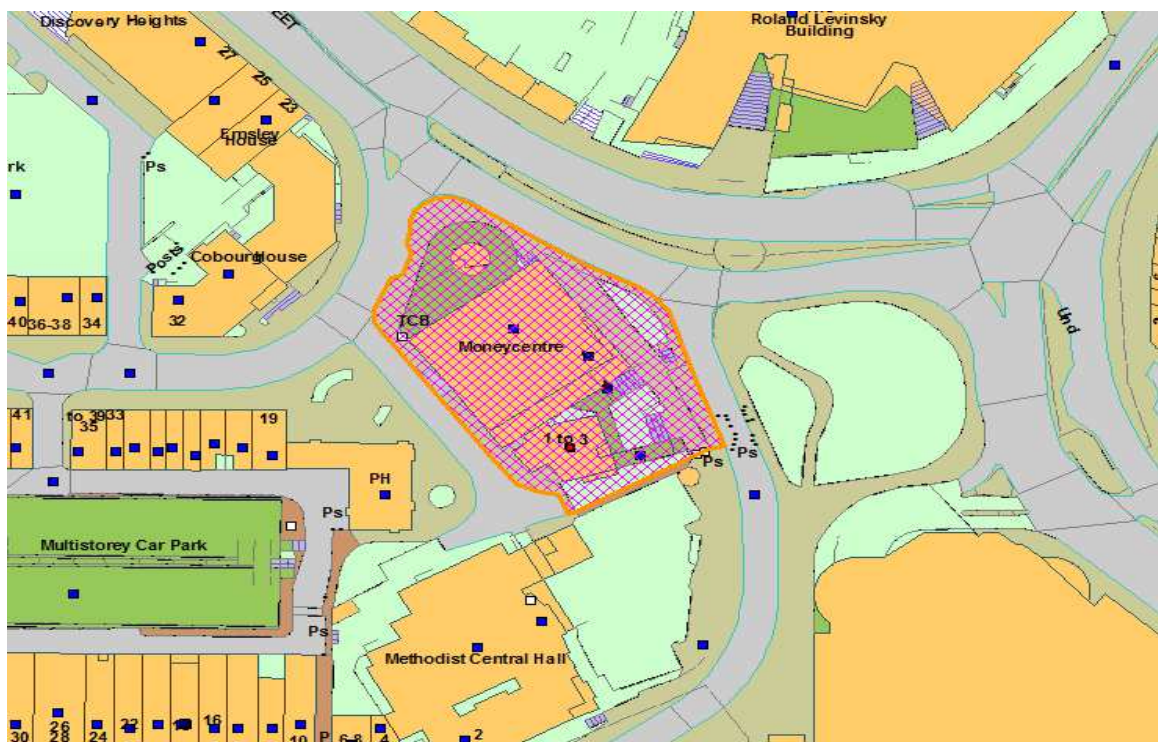 Discovery Heights
EET
The
Roland Levinsky
Building
27
25
23
Emsley
House
rk
Ps
Posts
Cobourg House
40
36-38
34
32
TCB
Moneycentre
Und
41
to 39
33
35
19
1 to 3
Ps
Ps
PH
Ps
Multistorey Car Park
Ps
Methodist Central Hall
26
28
30
24
22
16
10
P
6-8
4
2